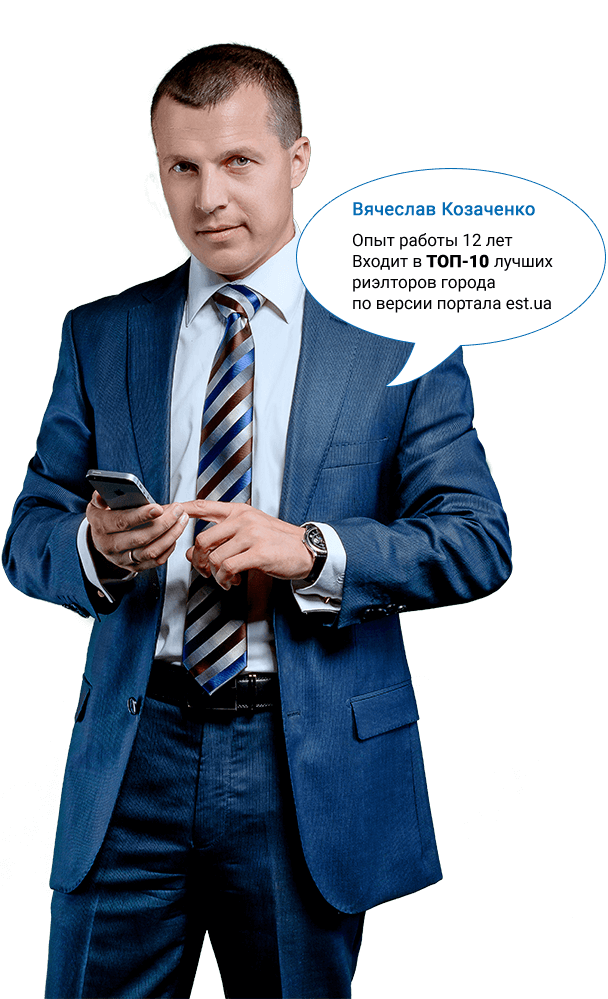 Вячеслав Козаченко
Опыт работы 12 лет
Входит в ТОП-10 лучших
риэлторов города
по версии портала est.ua